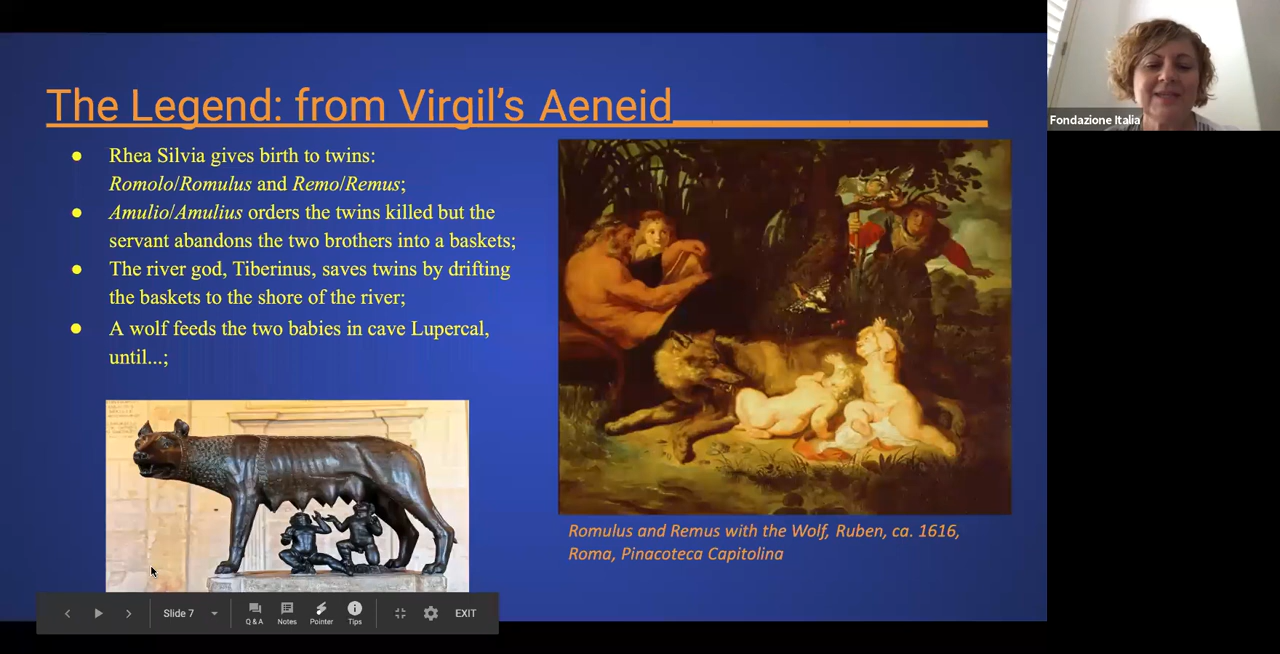 The Legend: from Virgil's Aeneid
Rhea Silvia gives birth to twins:
Romolo/Romulus and Remo/Remus;
Amulio/Amulius orders the twins killed but the
servant abandons the two brothers into a baskets;
The river god, Tiberinus, saves twins by drifting
the baskets to the shore of the river;
A wolf feeds the two babies in cave Lupercal,
until...;
Romulus and Remus with the Wolf, Ruben, ca. 1616,
Roma, Pinacoteca Capitolina
Fondazione Italia
Slide 7
Q & A
Notes
Pointer
Tips
EXIT